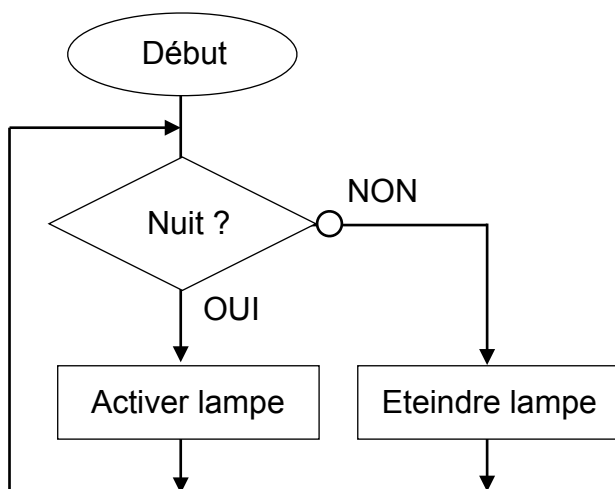 Début
Nuit ?
NON
OUI
Activer lampe
Eteindre lampe